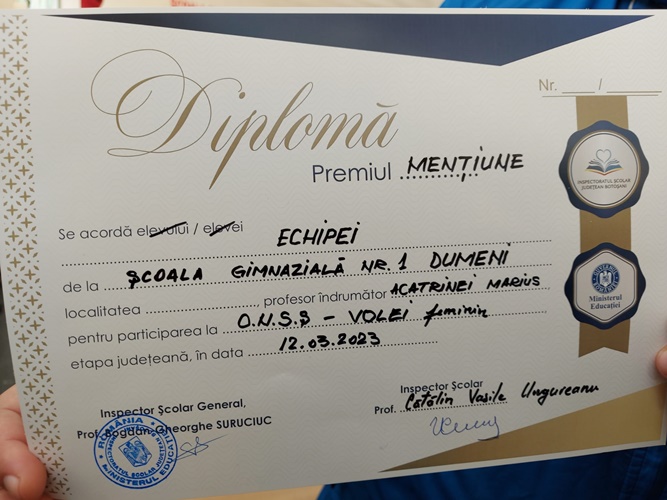 Diplomă
Nr. _____ / ______
Premiul MENȚIUNE
INSPECTORATUL ȘCOLAR
JUDEȚEAN BOTOȘANI
Se acordă elevului / elevei
ECHIPEI
de la ȘCOALA GIMNAZIALĂ NR. 1 DUMENI
localitatea ................, profesor îndrumător ACATRINEI MARIUS
pentru participarea la O.N.S.Ș - VOLEI feminin
etapa județeană, în data 12.03.2023
Ministerul
Educației
Inspector Școlar General,
Prof. Bogdan Gheorghe SURUCIUC
Inspector Școlar
Prof. Cătălin Vasile Ungureanu
ROMÂNIA
MINISTERUL EDUCAȚIEI